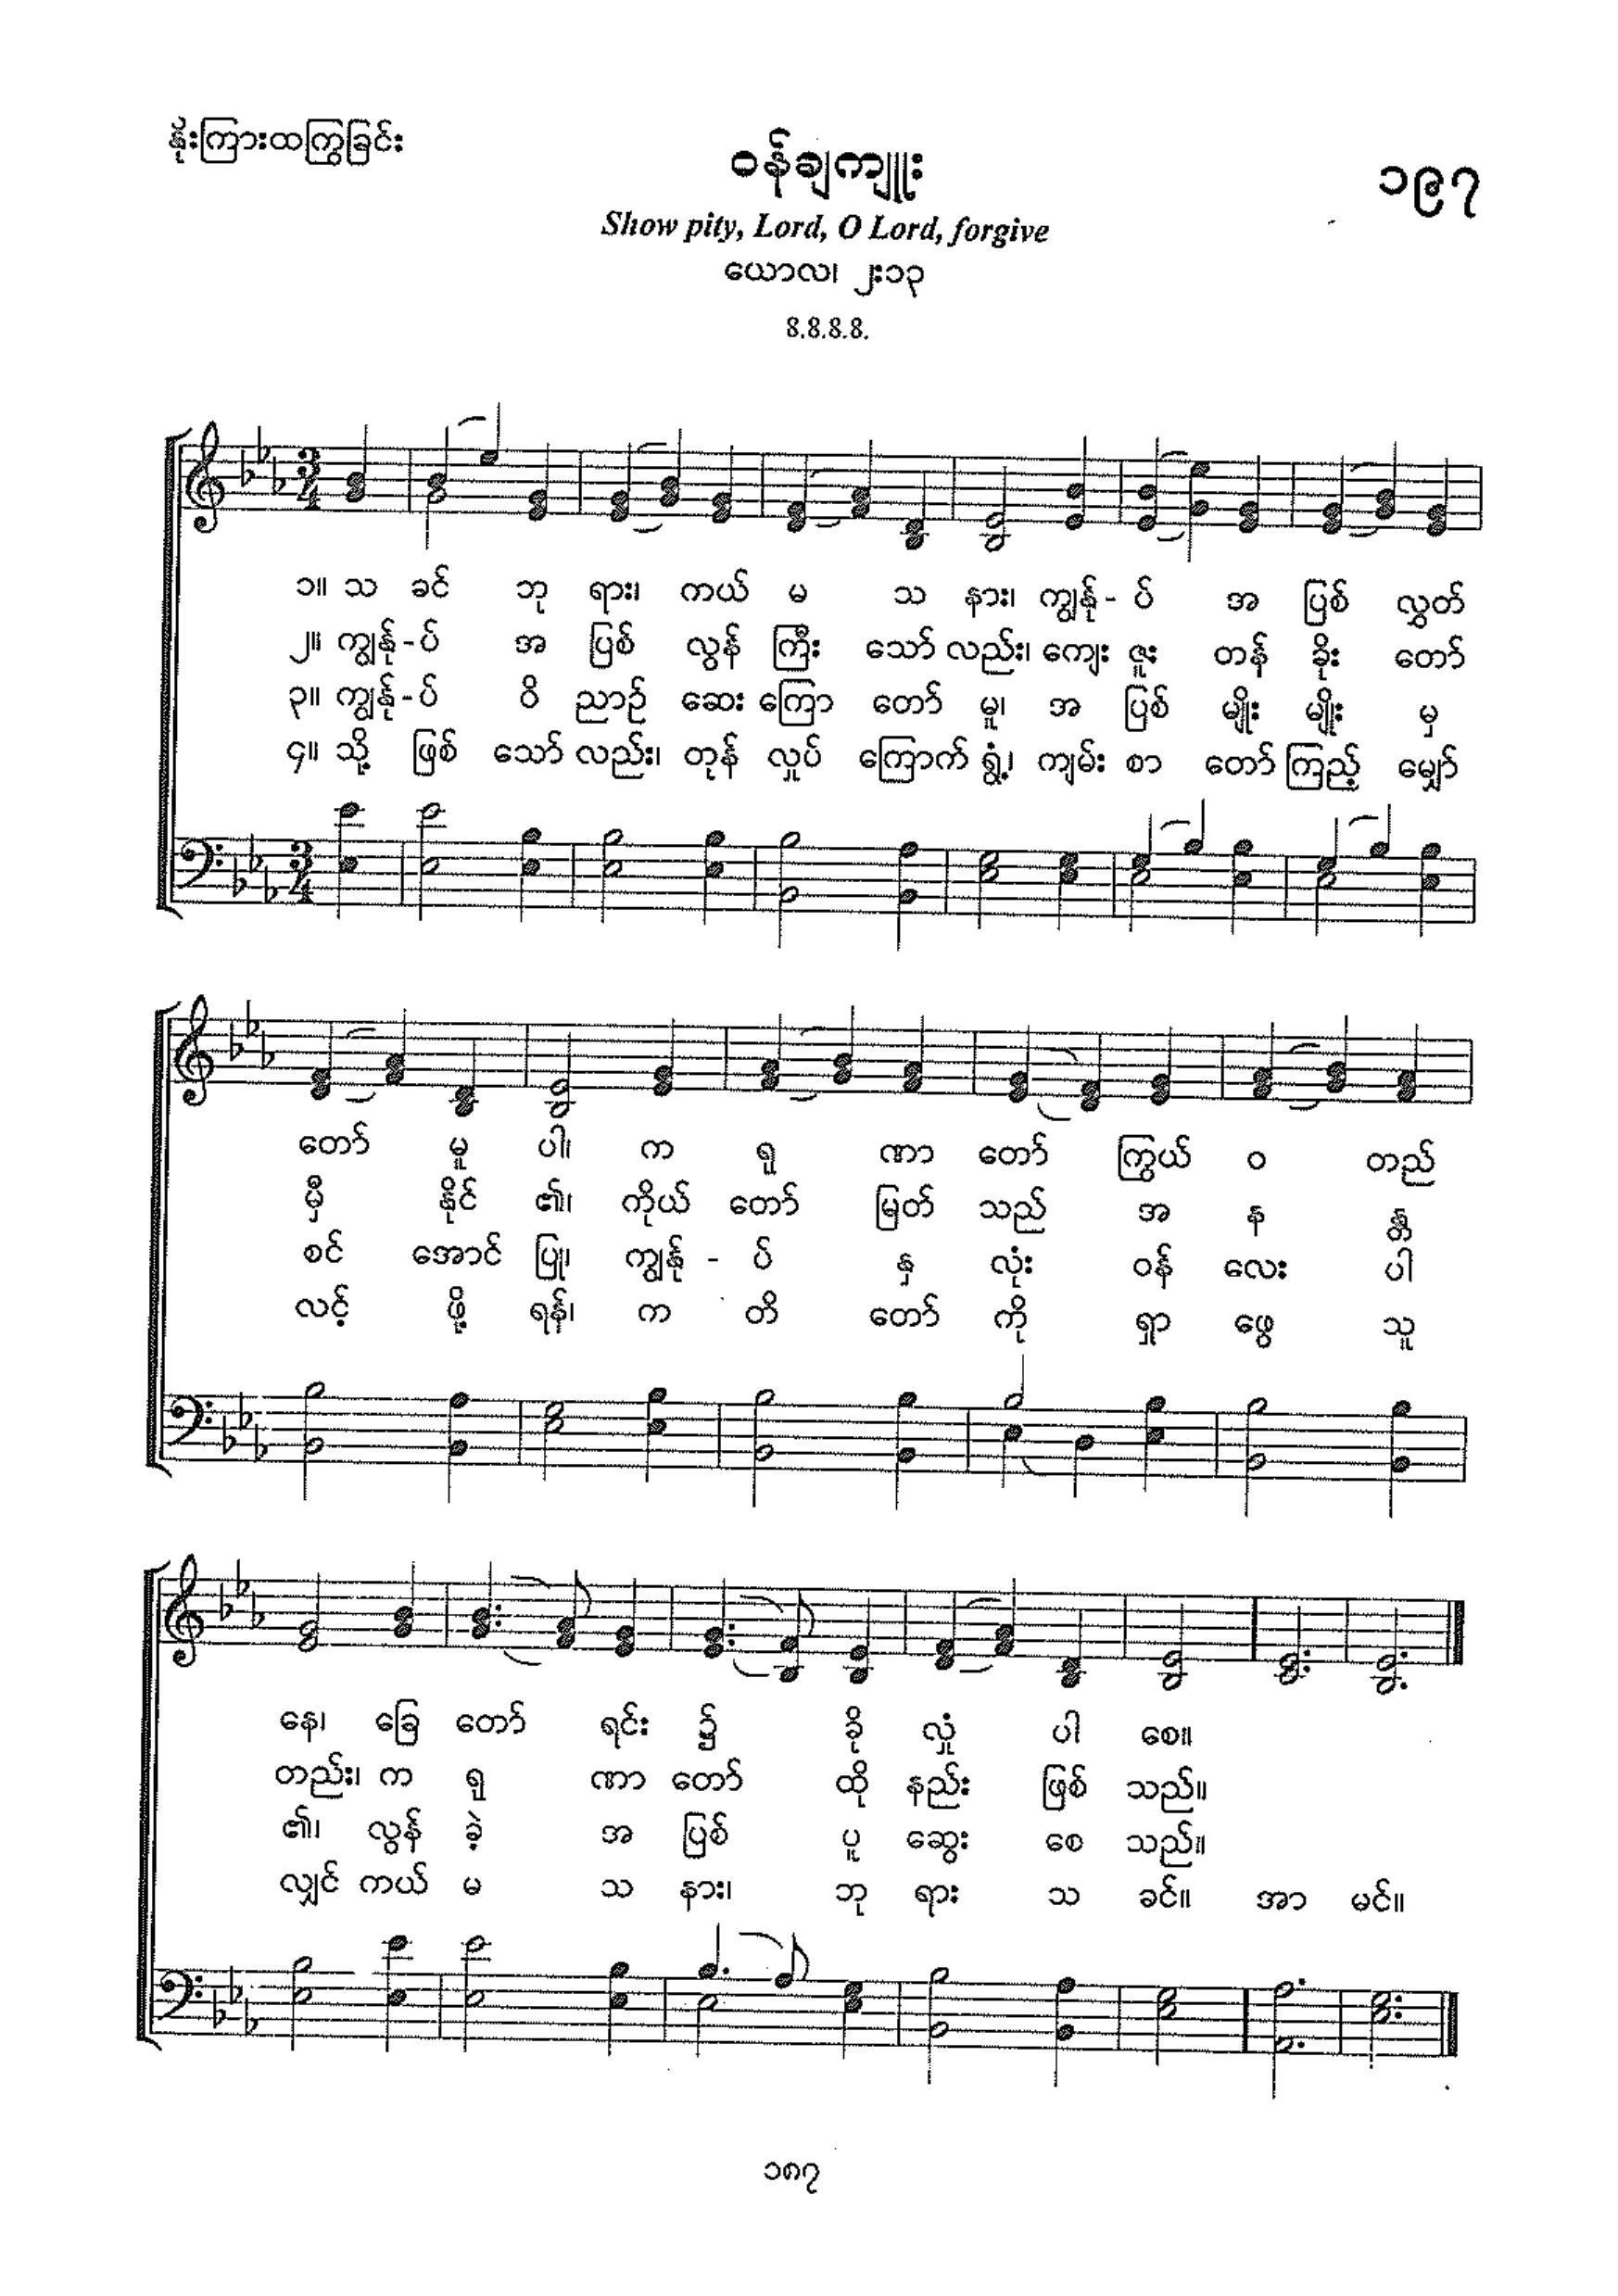 နှိုးကြားထကြွခြင်း
ဝန်ချကျူး
၁၉၇
Show pity, Lord, O Lord, forgive
ယောလ၊ ၂း၁၃
8.8.8.8.
၁။ သ ခင် ဘု ရား၊ ကယ် မ သ နား၊ ကျွန်ု - ပ် အ ပြစ် လွှတ်
၂။ ကျွန်ု - ပ် အ ပြစ် လွန် ကြီး သော် လည်း၊ ကျေး ဇူး တန် ခိုး တော်
၃။ ကျွန်ု - ပ် ဝိ ညာဉ် ဆေး ကြော တော် မူ၊ အ ပြစ် မျိုး မျိုး မှ
၄။ သို့ ဖြစ် သော် လည်း၊ တုန် လှုပ် ကြောက် ရွံ့၊ ကျမ်း စာ တော် ကြည့် မျှော်
တော် မူ ပါ၊ က ရု ဏာ တော် ကြွယ် ဝ တည်
မှီ နိုင် ၏၊ ကိုယ် တော် မြတ် သည် အ န န္တ
စင် အောင် ပြု၊ ကျွန်ု - ပ် နှ လုံး ဝန် လေး ပါ
လင့် ဖို့ ရန်၊ က တိ တော် ကို ရှာ ဖွေ သူ
နေ၊ ခြေ တော် ရင်း ၌ ခို လှုံ ပါ စေ။
တည်း၊ က ရု ဏာ တော် ထို နည်း ဖြစ် သည်။
၏၊ လွန် ခဲ့ အ ပြစ် ပူ ဆွေး စေ သည်။
လျှင် ကယ် မ သ နား၊ ဘု ရား သ ခင်။ အာ မင်။
၁၈၇